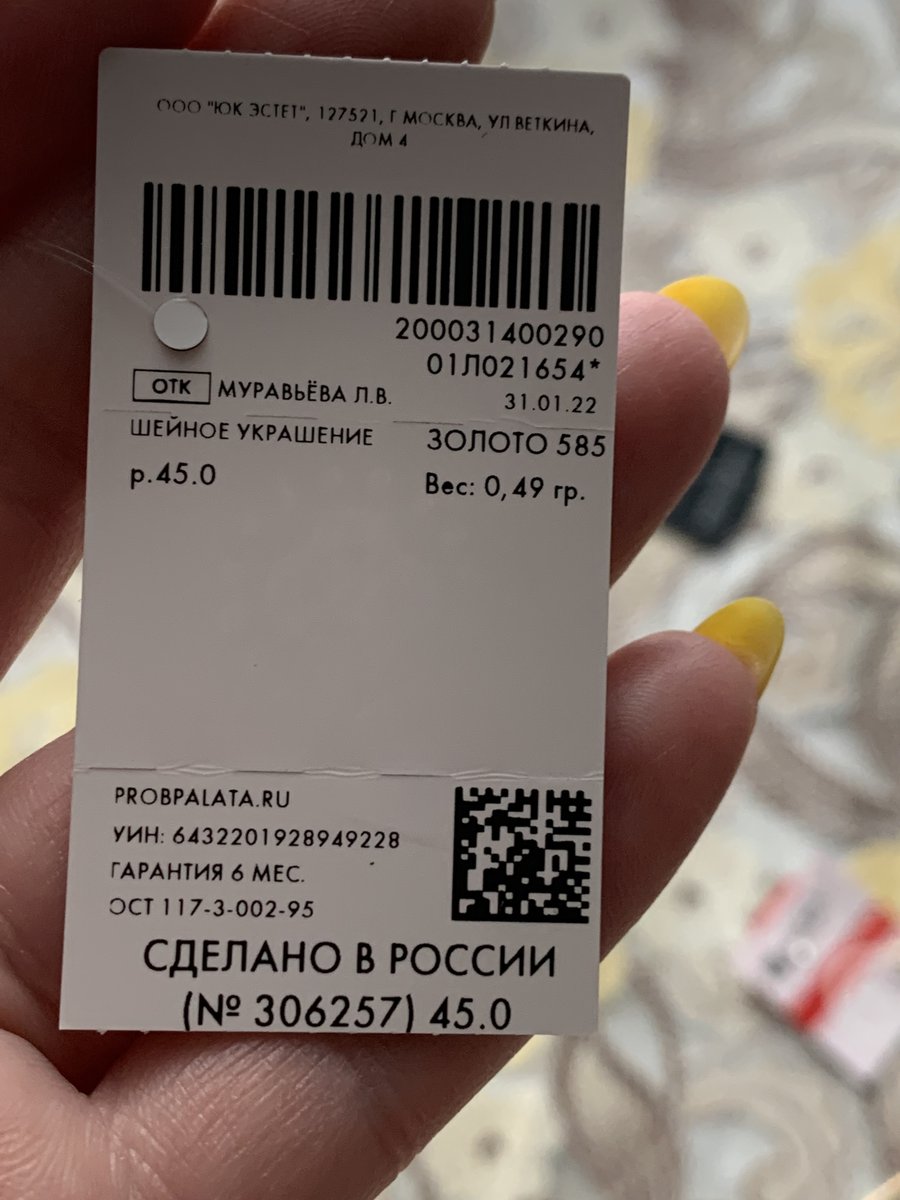 ООО "ЮК ЭСТЕТ", 127521, Г МОСКВА, УЛ ВЕТКИНА,
ДОМ 4
200031400290
01Л021654*
ОТК МУРАВЬЁВА Л.В. 31.01.22
ШЕЙНОЕ УКРАШЕНИЕ ЗОЛОТО 585
р.45.0 Вес: 0,49 гр.
PROBPALATA.RU
УИН: 6432201928949228
ГАРАНТИЯ 6 МЕС.
ОСТ 117-3-002-95
СДЕЛАНО В РОССИИ
(№ 306257) 45.0